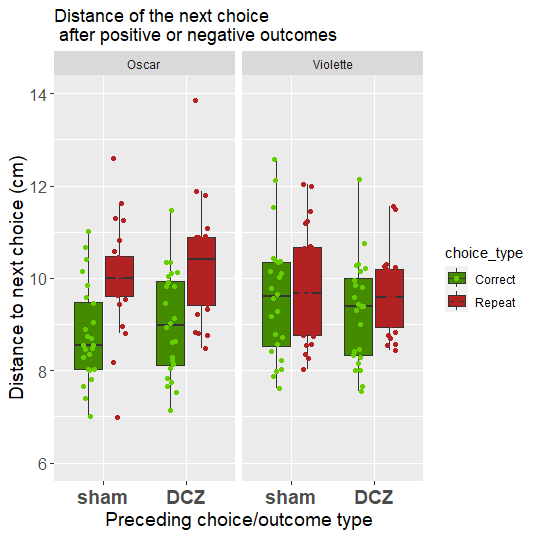 Distance of the next choice
after positive or negative outcomes
Oscar
Violette
Distance to next choice (cm)
14
12
10
8
6
sham
DCZ
sham
DCZ
Preceding choice/outcome type
choice_type
Correct
Repeat